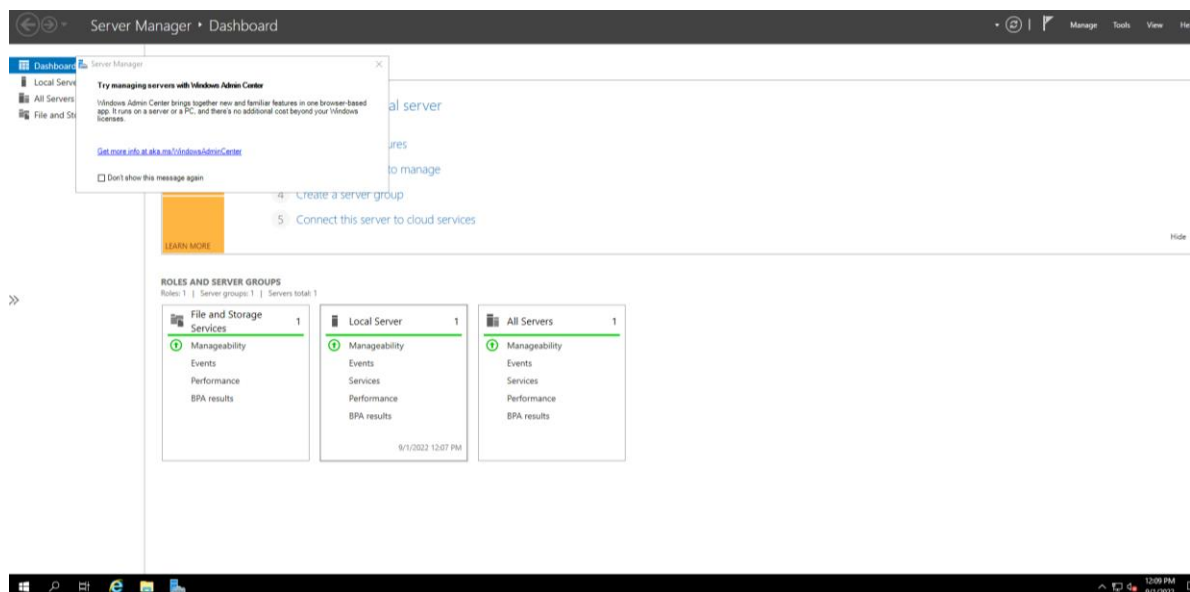 Server Manager • Dashboard
Manage Tools View He
Dashboard
Local Serve
All Servers
File and Sto
Server Manager
Try managing servers with Windows Admin Center
Windows Admin Center brings together new and familiar features in one browser-based
app. It runs on a server or a PC, and there's no additional cost beyond your Windows
licenses.
Get more info at aka.ms/WindowsAdminCenter
Don't show this message again
al server
ures
to manage
4 Create a server group
5 Connect this server to cloud services
LEARN MORE
Hide
ROLES AND SERVER GROUPS
Roles: 1 | Server groups: 1 | Servers total: 1
File and Storage
Services
1
Manageability
Events
Performance
BPA results
Local Server 1
Manageability
Events
Services
Performance
BPA results
9/1/2022 12:07 PM
All Servers 1
Manageability
Events
Services
Performance
BPA results
12:09 PM
9/1/2022